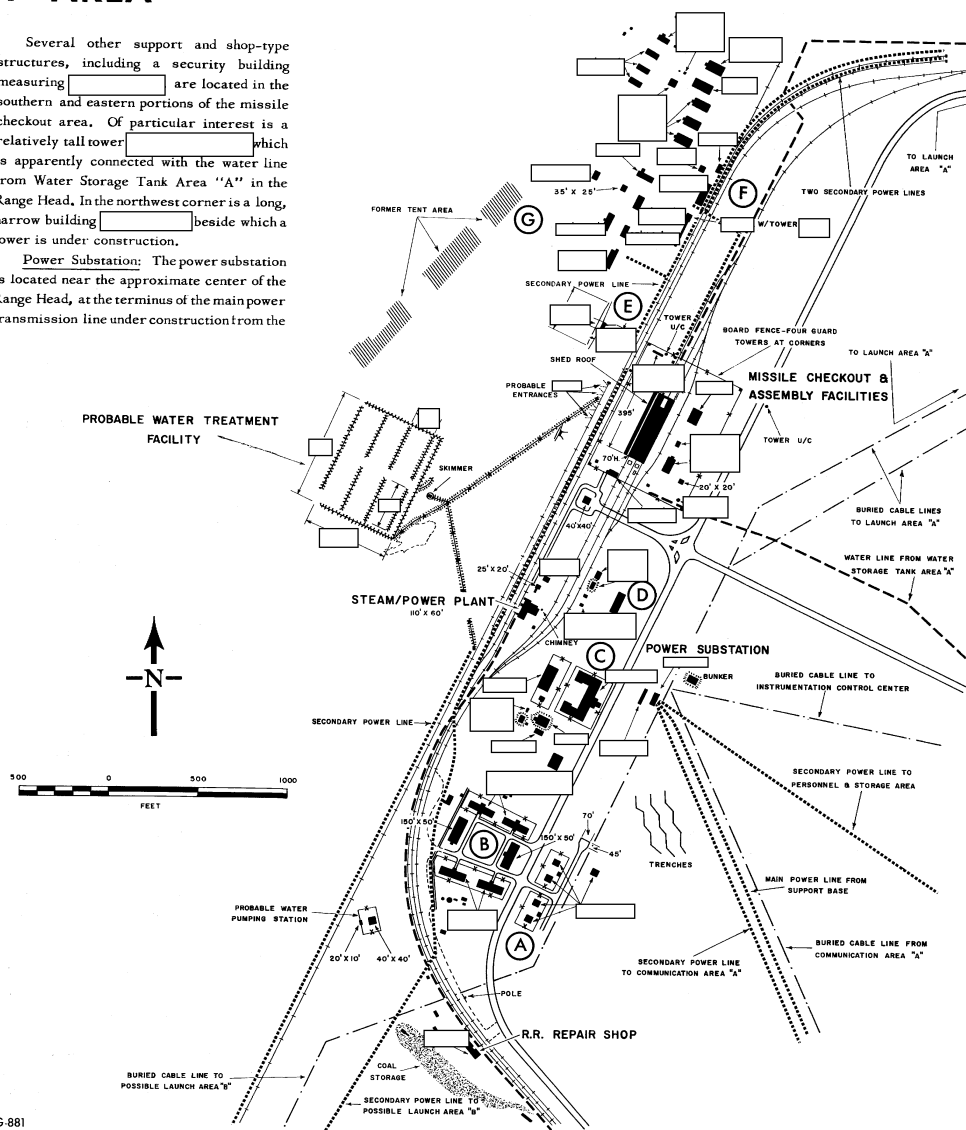 AREA
Several other support and shop-type
structures, including a security building
measuring are located in the
southern and eastern portions of the missile
checkout area. Of particular interest is a
relatively tall tower which
is apparently connected with the water line
from Water Storage Tank Area "A" in the
Range Head. In the northwest corner is a long,
narrow building beside which a
tower is under construction.
Power Substation: The power substation
is located near the approximate center of the
Range Head, at the terminus of the main power
transmission line under construction from the
TO LAUNCH
AREA "A"
TWO SECONDARY POWER LINES
35' X 25'
F
FORMER TENT AREA
G
W/TOWER
SECONDARY POWER LINE
E
TOWER
U/C
BOARD FENCE-FOUR GUARD
TOWERS AT CORNERS
TO LAUNCH AREA "A"
SHED ROOF
MISSILE CHECKOUT &
ASSEMBLY FACILITIES
PROBABLE
ENTRANCES
395'
PROBABLE WATER TREATMENT
FACILITY
TOWER U/C
70'H.
SKIMMER
20' X 20'
BURIED CABLE LINES
TO LAUNCH AREA "A"
40'X40'
WATER LINE FROM WATER
STORAGE TANK AREA "A"
25' X 20'
STEAM/POWER PLANT
110' X 60'
D
CHIMNEY
C
POWER SUBSTATION
BUNKER
BURIED CABLE LINE TO
INSTRUMENTATION CONTROL CENTER
N
SECONDARY POWER LINE
500 0 500 1000
FEET
SECONDARY POWER LINE TO
PERSONNEL & STORAGE AREA
150' X 50'
B
150' X 50'
70'
45'
TRENCHES
MAIN POWER LINE FROM
SUPPORT BASE
PROBABLE WATER
PUMPING STATION
20' X 10'
40' X 40'
A
BURIED CABLE LINE FROM
COMMUNICATION AREA "A"
SECONDARY POWER LINE
TO COMMUNICATION AREA "A"
POLE
R.R. REPAIR SHOP
COAL
STORAGE
BURIED CABLE LINE TO
POSSIBLE LAUNCH AREA "B"
SECONDARY POWER LINE TO
POSSIBLE LAUNCH AREA "B"
G-881